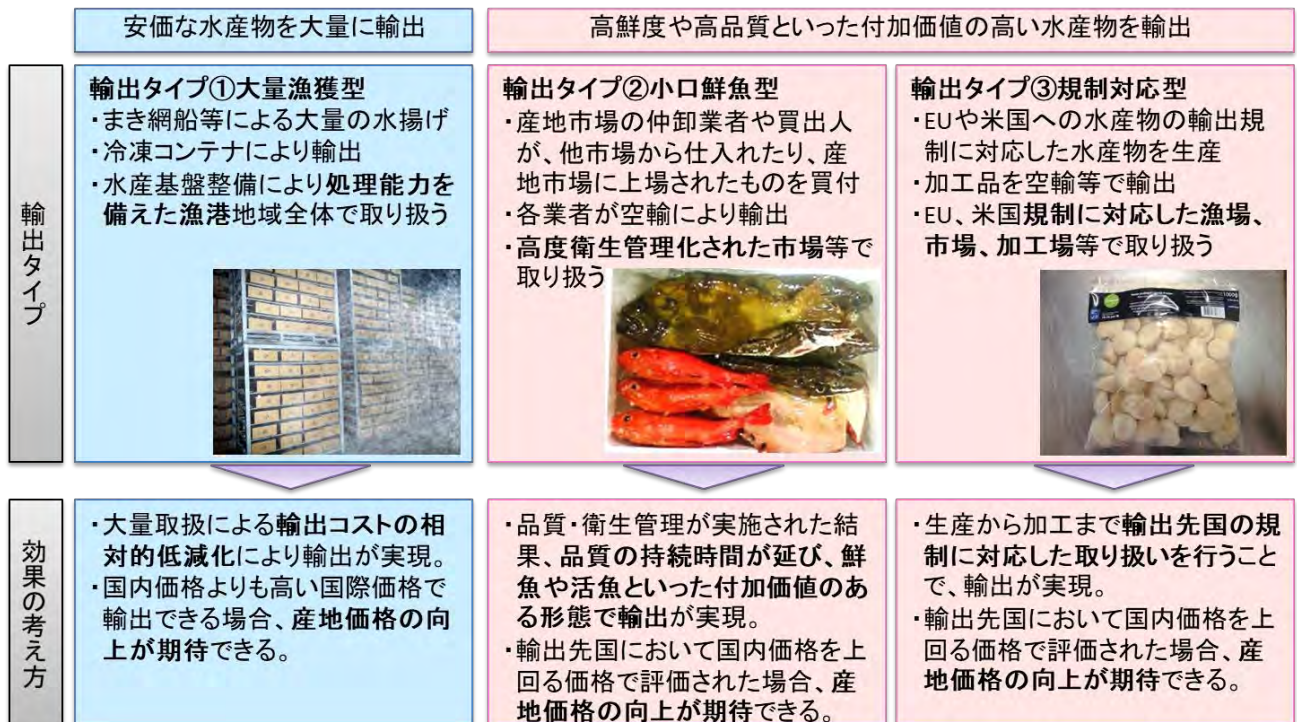 安価な水産物を大量に輸出
高鮮度や高品質といった付加価値の高い水産物を輸出
輸出タイプ
輸出タイプ①大量漁獲型
・まき網船等による大量の水揚げ
・冷凍コンテナにより輸出
・水産基盤整備により処理能力を
備えた漁港地域全体で取り扱う
輸出タイプ②小口鮮魚型
・産地市場の仲卸業者や買出人
が、他市場から仕入れたり、産
地市場に上場されたものを買付
・各業者が空輸により輸出
・高度衛生管理化された市場等で
取り扱う
輸出タイプ③規制対応型
・EUや米国への水産物の輸出規
制に対応した水産物を生産
・加工品を空輸等で輸出
・EU、米国規制に対応した漁場、
市場、加工場等で取り扱う
効果の考え方
・大量取扱による輸出コストの相
対的低減化により輸出が実現。
・国内価格よりも高い国際価格で
輸出できる場合、産地価格の向
上が期待できる。
・品質・衛生管理が実施された結
果、品質の持続時間が延び、鮮
魚や活魚といった付加価値のあ
る形態で輸出が実現。
・輸出先国において国内価格を上
回る価格で評価された場合、産
地価格の向上が期待できる。
・生産から加工まで輸出先国の規
制に対応した取り扱いを行うこと
で、輸出が実現。
・輸出先国において国内価格を上
回る価格で評価された場合、産
地価格の向上が期待できる。